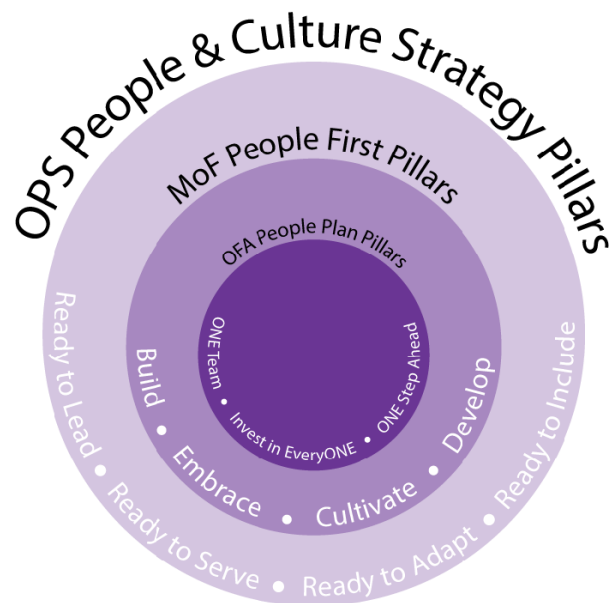 OPS People & Culture Strategy Pillars
MoF People First Pillars
OFA People Plan Pillars
ONE Team • Invest in EveryONE • ONE Step Ahead
Build • Embrace • Cultivate • Develop
Ready to Lead • Ready to Serve • Ready to Adapt • Ready to Include